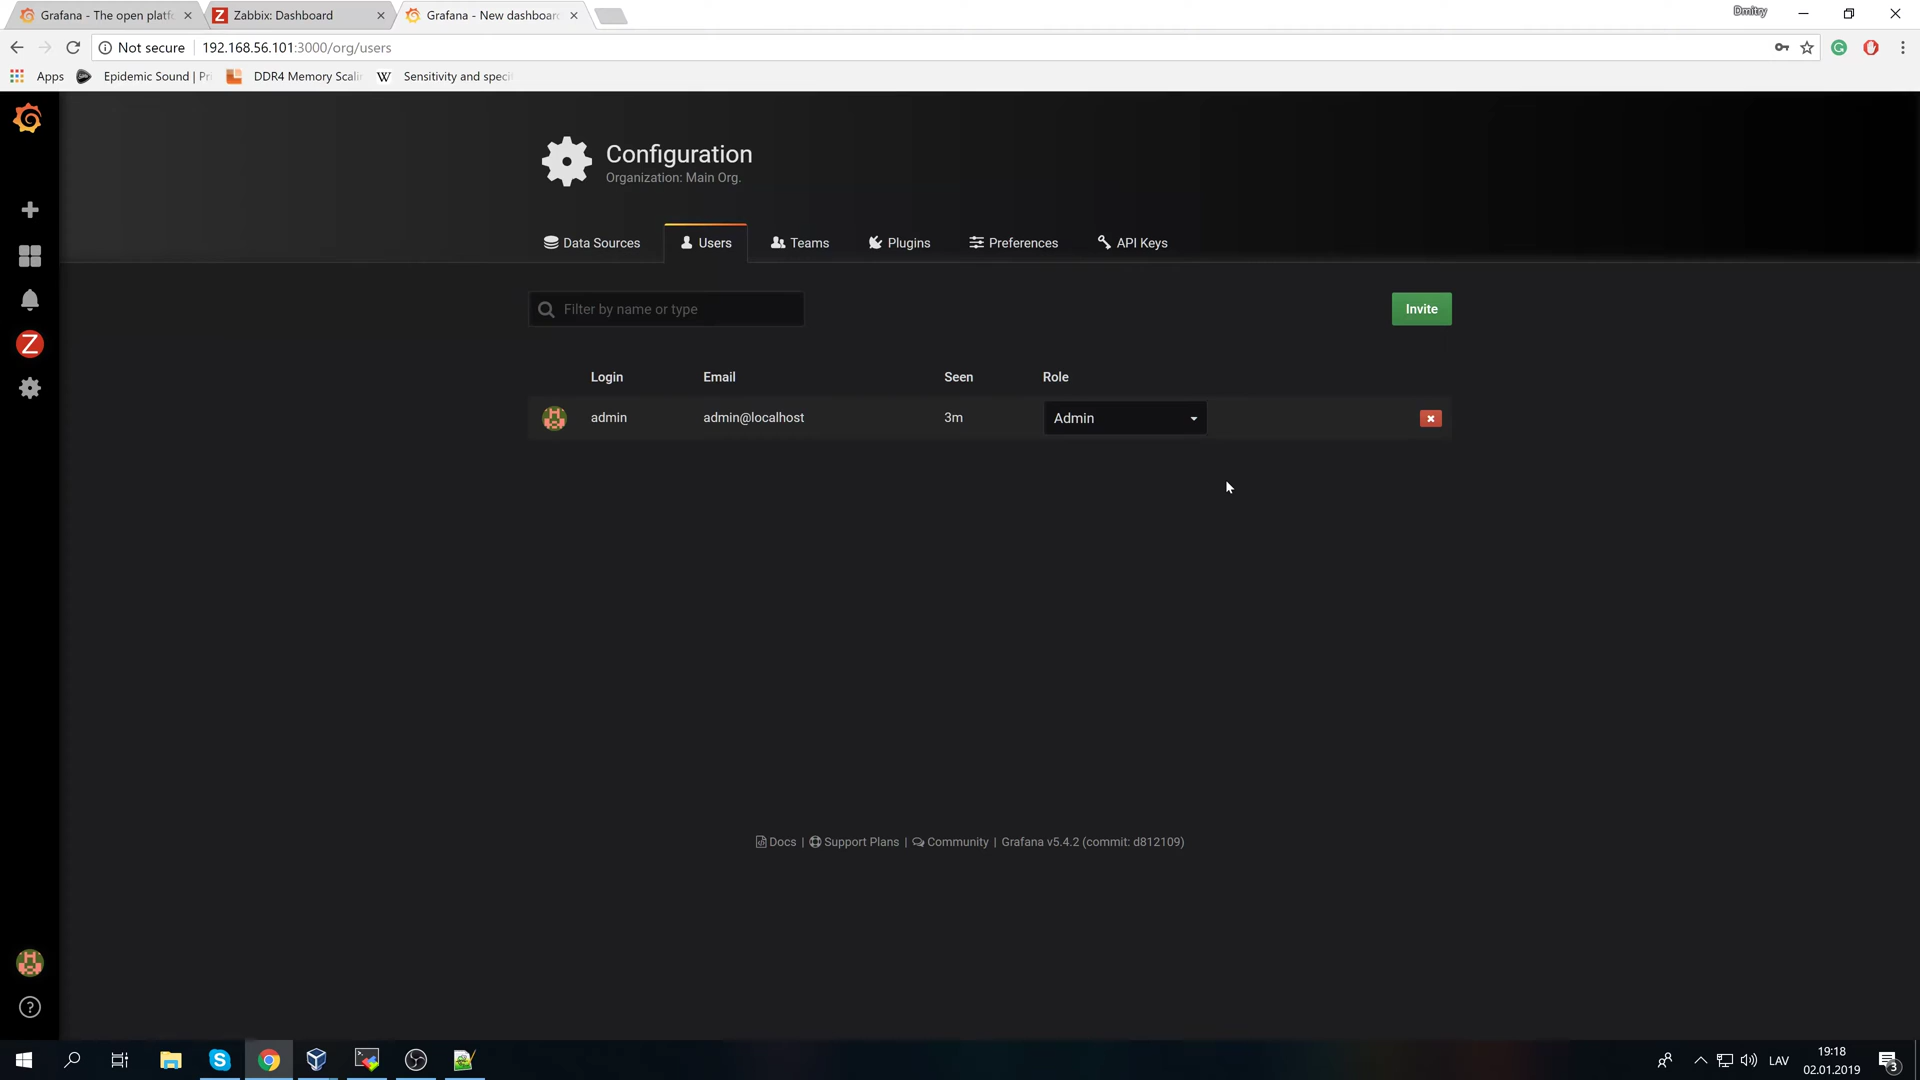 Grafana - The open platf
Zabbix: Dashboard
Grafana - New dashboar
Dmitry
Not secure
192.168.56.101:3000/org/users
Apps
Epidemic Sound | Pri
DDR4 Memory Scali
W
Sensitivity and speci
Configuration
Organization: Main Org.
Data Sources
Users
Teams
Plugins
Preferences
API Keys
Filter by name or type
Invite
Z
Login Email Seen Role
admin admin@localhost 3m Admin
Docs | Support Plans | Community | Grafana v5.4.2 (commit: d812109)
LAV
19:18
02.01.2019
3